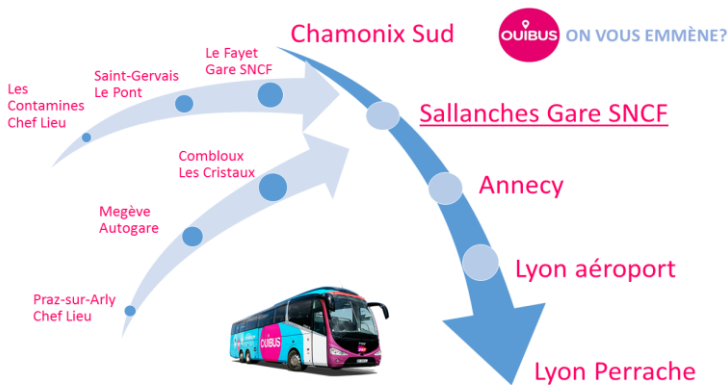 Chamonix Sud
OUIBUS
ON VOUS EMMÈNE?
Le Fayet
Gare SNCF
Saint-Gervais
Le Pont
Les
Contamines
Chef Lieu
Sallanches Gare SNCF
Combloux
Les Cristaux
Annecy
Megève
Autogare
Lyon aéroport
Praz-sur-Arly
Chef Lieu
OUIBUS
Lyon Perrache